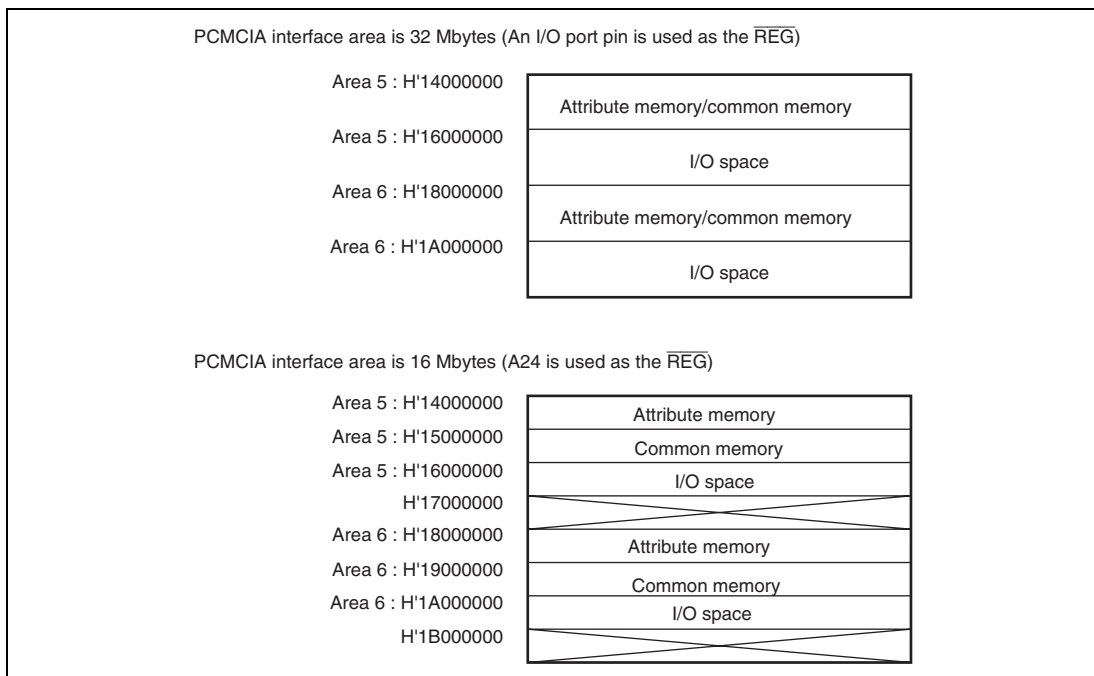 PCMCIA interface area is 32 Mbytes (An I/O port pin is used as the R̅E̅G̅)
Area 5 : H'14000000
Attribute memory/common memory
Area 5 : H'16000000
I/O space
Area 6 : H'18000000
Attribute memory/common memory
Area 6 : H'1A000000
I/O space
PCMCIA interface area is 16 Mbytes (A24 is used as the R̅E̅G̅)
Area 5 : H'14000000
Attribute memory
Area 5 : H'15000000
Common memory
Area 5 : H'16000000
I/O space
H'17000000
Area 6 : H'18000000
Attribute memory
Area 6 : H'19000000
Common memory
Area 6 : H'1A000000
I/O space
H'1B000000